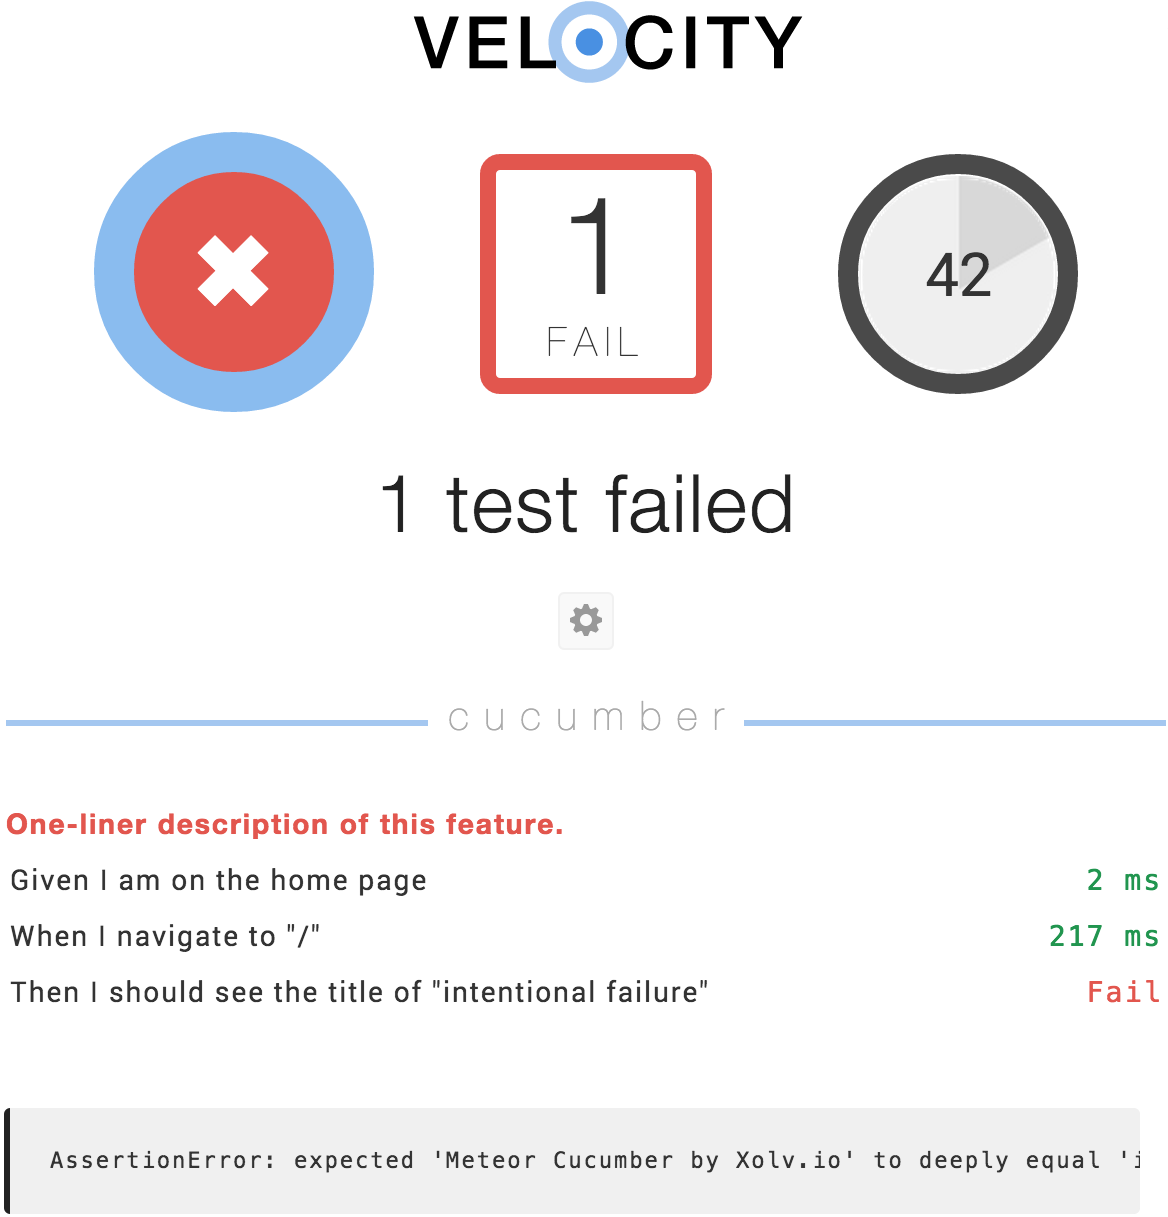 VELOCITY
1
FAIL
42
1 test failed
cucumber
One-liner description of this feature.
Given I am on the home page 2 ms
When I navigate to "/" 217 ms
Then I should see the title of "intentional failure" Fail
AssertionError: expected 'Meteor Cucumber by Xolv.io' to deeply equal 'i